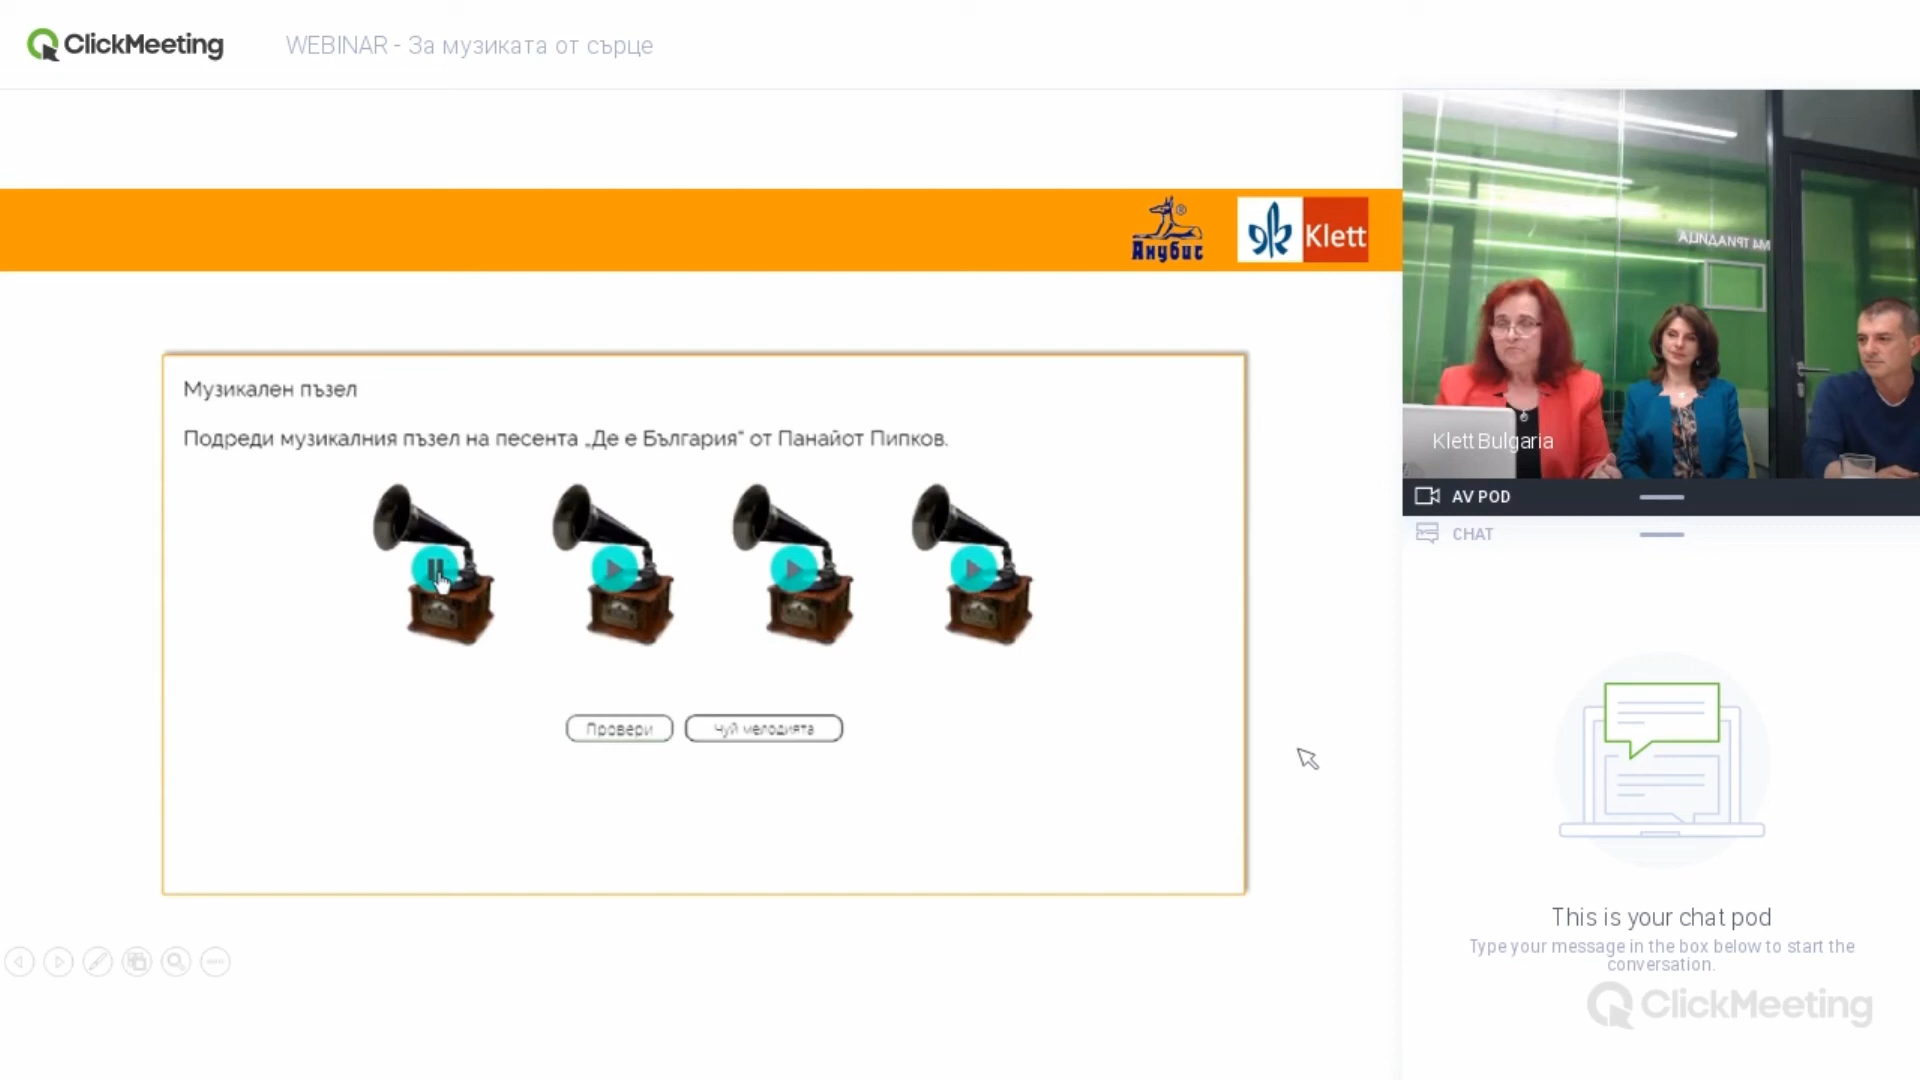 ClickMeeting
WEBINAR - За музиката от сърце
Анубис
®
Klett
М4 ТРИАДИЦА
Klett Bulgaria
AV POD
CHAT
Музикален пъзел
Подреди музикалния пъзел на песента „Де е България“ от Панайот Пипков.
Провери
Чуй мелодията
This is your chat pod
Type your message in the box below to start the
conversation.
ClickMeeting